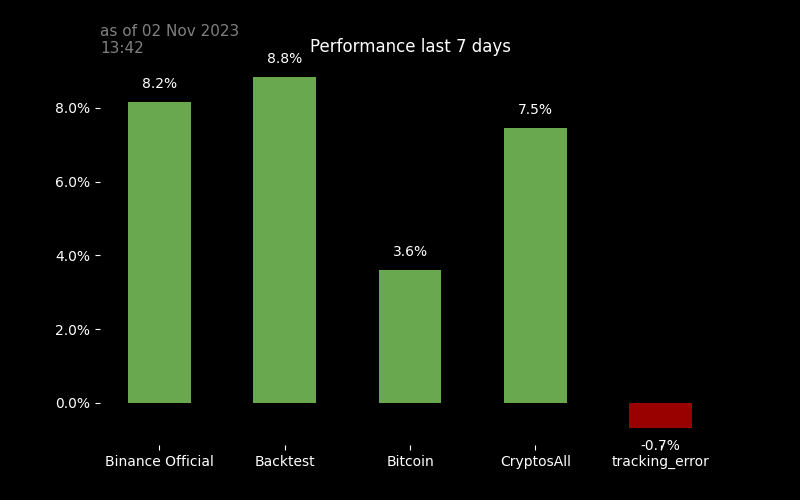 as of 02 Nov 2023
13:42
Performance last 7 days
8.2%
8.8%
3.6%
7.5%
-0.7%
8.0%
6.0%
4.0%
2.0%
0.0%
Binance Official
Backtest
Bitcoin
CryptosAll
tracking_error